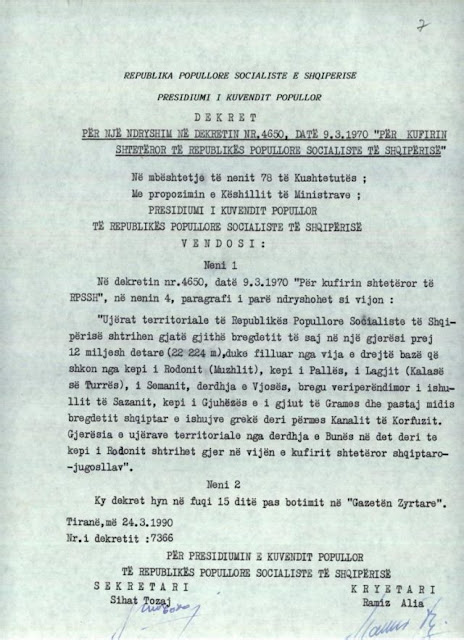 7
REPUBLIKA POPULLORE SOCIALISTE E SHQIPERISE
PRESIDIUMI I KUVENDIT POPULLOR
D E K R E T
PËR NJË NDRYSHIM NË DEKRETIN NR.4650, DATË 9.3.1970 "PËR KUFIRIN
SHTETËROR TË REPUBLIKËS POPULLORE SOCIALISTE TË SHQIPËRISË"
Në mbështetje të nenit 78 të Kushtetutës ;
Me propozimin e Këshillit të Ministrave ;
PRESIDIUMI I KUVENDIT POPULLOR
TË REPUBLIKËS POPULLORE SOCIALISTE TË SHQIPËRISË
V E N D O S I :
Neni 1
Në dekretin nr.4650, datë 9.3.1970 "Për kufirin shtetëror të
RPSSH", në nenin 4, paragrafi i parë ndryshohet si vijon :
"Ujërat territoriale të Republikës Popullore Socialiste të Shqi-
përisë shtrihen gjatë gjithë bregdetit të saj në një gjerësi prej
12 miljesh detare (22 224 m),duke filluar nga vija e drejtë bazë që
shkon nga kepi i Rodonit (Muzhlit), kepi i Pallës, i Lagjit (Kalasë
së Turrës), i Semanit, derdhja e Vjosës, bregu veriperëndimor i ishu-
llit të Sazanit, kepi i Gjuhëzës e i gjiut të Grames dhe pastaj midis
bregdetit shqiptar e ishujve grekë deri përmes Kanalit të Korfuzit.
Gjerësia e ujërave territoriale nga derdhja e Bunës në det deri te
kepi i Rodonit shtrihet gjer në vijën e kufirit shtetëror shqiptaro-
jugosllav".
Neni 2
Ky dekret hyn në fuqi 15 ditë pas botimit në "Gazetën Zyrtare".
Tiranë,më 24.3.1990
Nr.i dekretit :7366
PËR PRESIDIUMIN E KUVENDIT POPULLOR
TË REPUBLIKËS POPULLORE SOCIALISTE TË SHQIPËRISË
S E K R E T A R I K R Y E T A R I
Sihat Tozaj Ramiz Alia